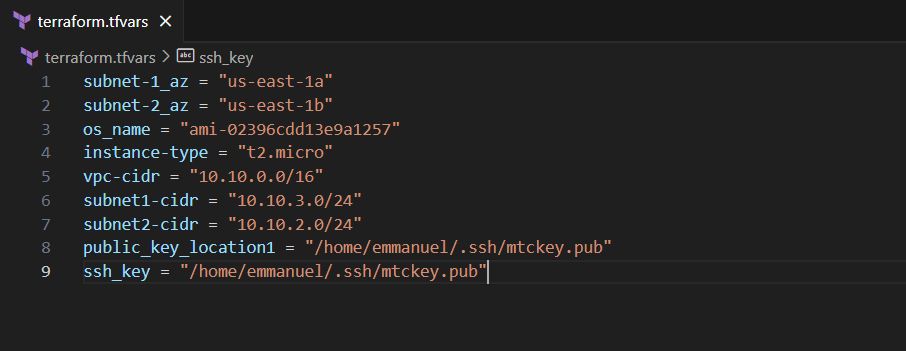 terraform.tfvars ×
terraform.tfvars > abc ssh_key
1 subnet-1_az = "us-east-1a"
2 subnet-2_az = "us-east-1b"
3 os_name = "ami-02396cdd13e9a1257"
4 instance-type = "t2.micro"
5 vpc-cidr = "10.10.0.0/16"
6 subnet1-cidr = "10.10.3.0/24"
7 subnet2-cidr = "10.10.2.0/24"
8 public_key_location1 = "/home/emmanuel/.ssh/mtckey.pub"
9 ssh_key = "/home/emmanuel/.ssh/mtckey.pub"